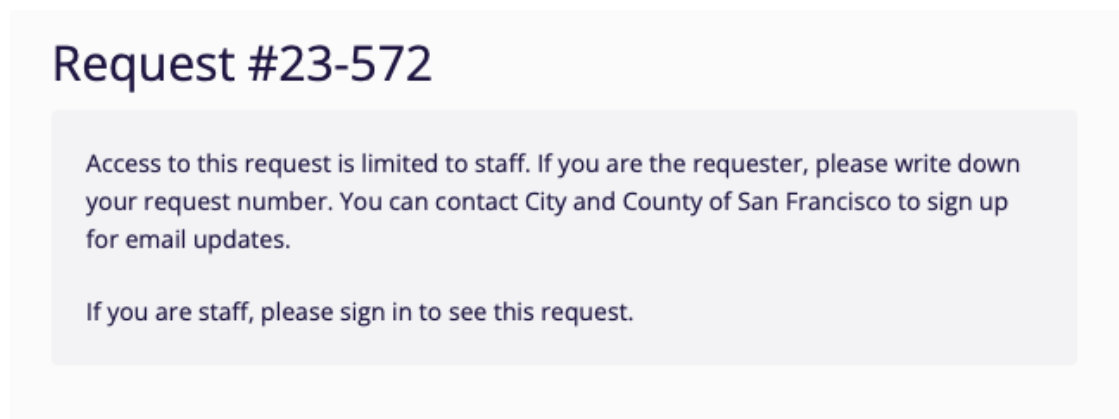 Request #23-572
Access to this request is limited to staff. If you are the requester, please write down
your request number. You can contact City and County of San Francisco to sign up
for email updates.
If you are staff, please sign in to see this request.